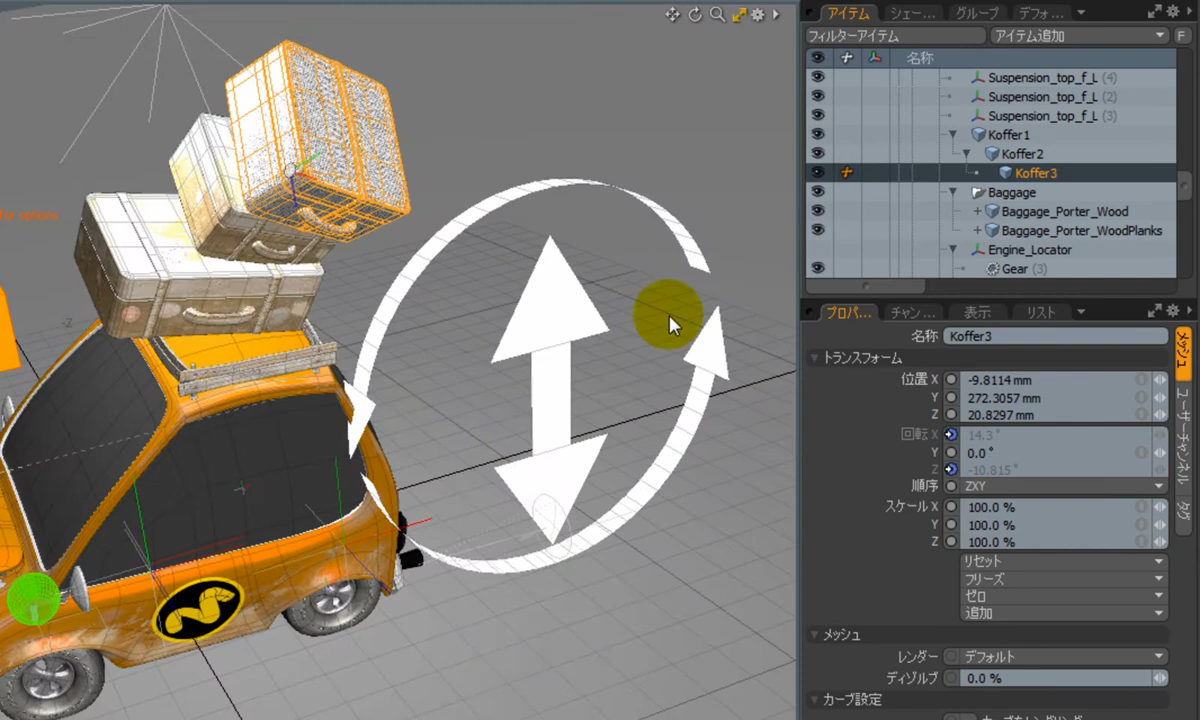 アイテム
シェー...
グループ
デフォ...
フィルターアイテム
アイテム追加
F
名称
Suspension_top_f_L (4)
Suspension_top_f_L (2)
Suspension_top_f_L (3)
Koffer1
Koffer2
Koffer3
Baggage
Baggage_Porter_Wood
Baggage_Porter_WoodPlanks
Engine_Locator
Gear (3)
プロパ...
チャン...
表示
リスト
名称 Koffer3
トランスフォーム
位置 X -9.8114 mm
Y 272.3057 mm
Z 20.8297 mm
回転 X 14.3°
Y 0.0°
Z -10.815°
順序 ZXY
スケール X 100.0 %
Y 100.0 %
Z 100.0 %
リセット
フリーズ
ゼロ
追加
メッシュ
レンダー デフォルト
ディゾルブ 0.0 %
カーブ設定
メッシュ
ユーザーチャンネル
タグ
-Z